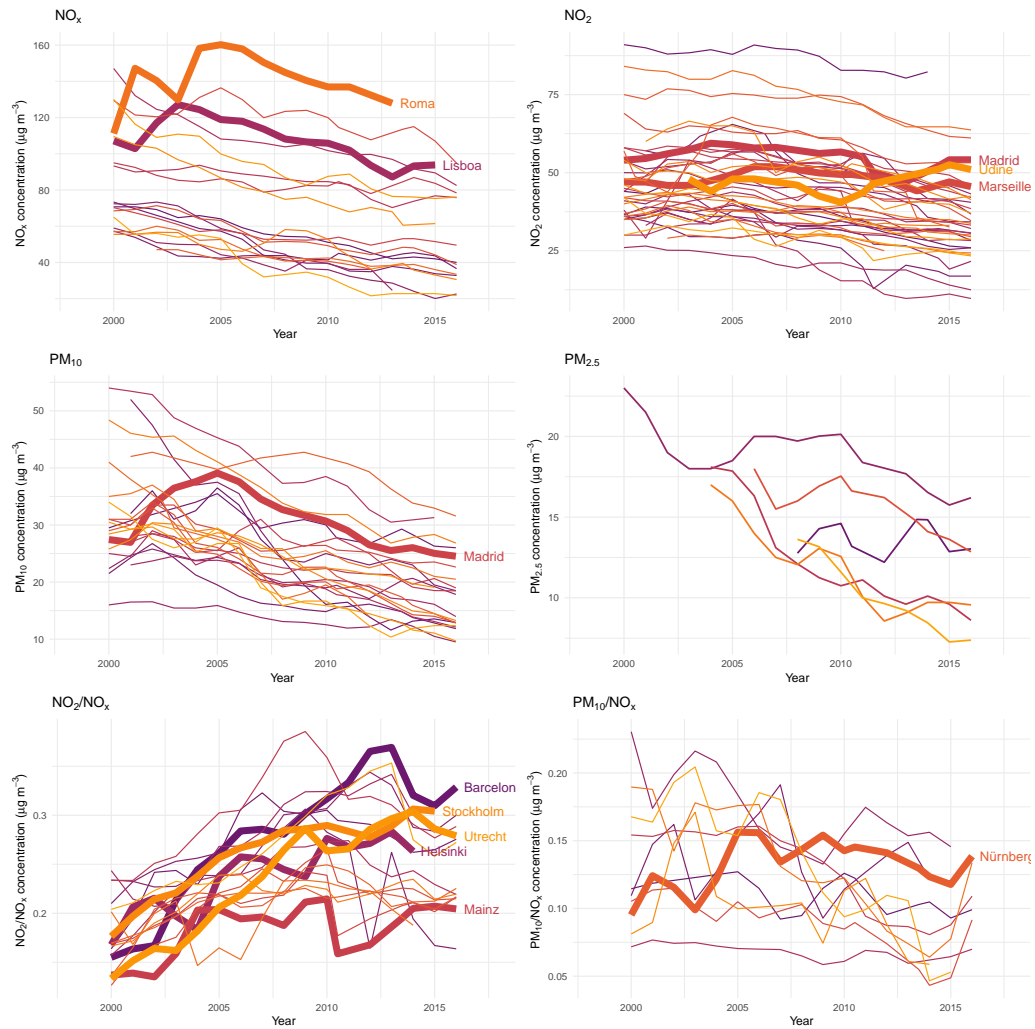 NOₓ
NOₓ concentration (µg m⁻³)
160
120
80
40
Roma
Lisboa
2000 2005 2010 2015
Year
NO₂
NO₂ concentration (µg m⁻³)
75
50
25
Madrid
Udine
Marseille
2000 2005 2010 2015
Year
PM₁₀
PM₁₀ concentration (µg m⁻³)
50
40
30
20
10
Madrid
2000 2005 2010 2015
Year
PM₂.₅
PM₂.₅ concentration (µg m⁻³)
20
15
10
2000 2005 2010 2015
Year
NO₂/NOₓ
NO₂/NOₓ concentration (µg m⁻³)
0.3
0.2
Barcelon
Stockholm
Utrecht
Helsinki
Mainz
2000 2005 2010 2015
Year
PM₁₀/NOₓ
PM₁₀/NOₓ concentration (µg m⁻³)
0.20
0.15
0.10
0.05
Nürnberg
2000 2005 2010 2015
Year